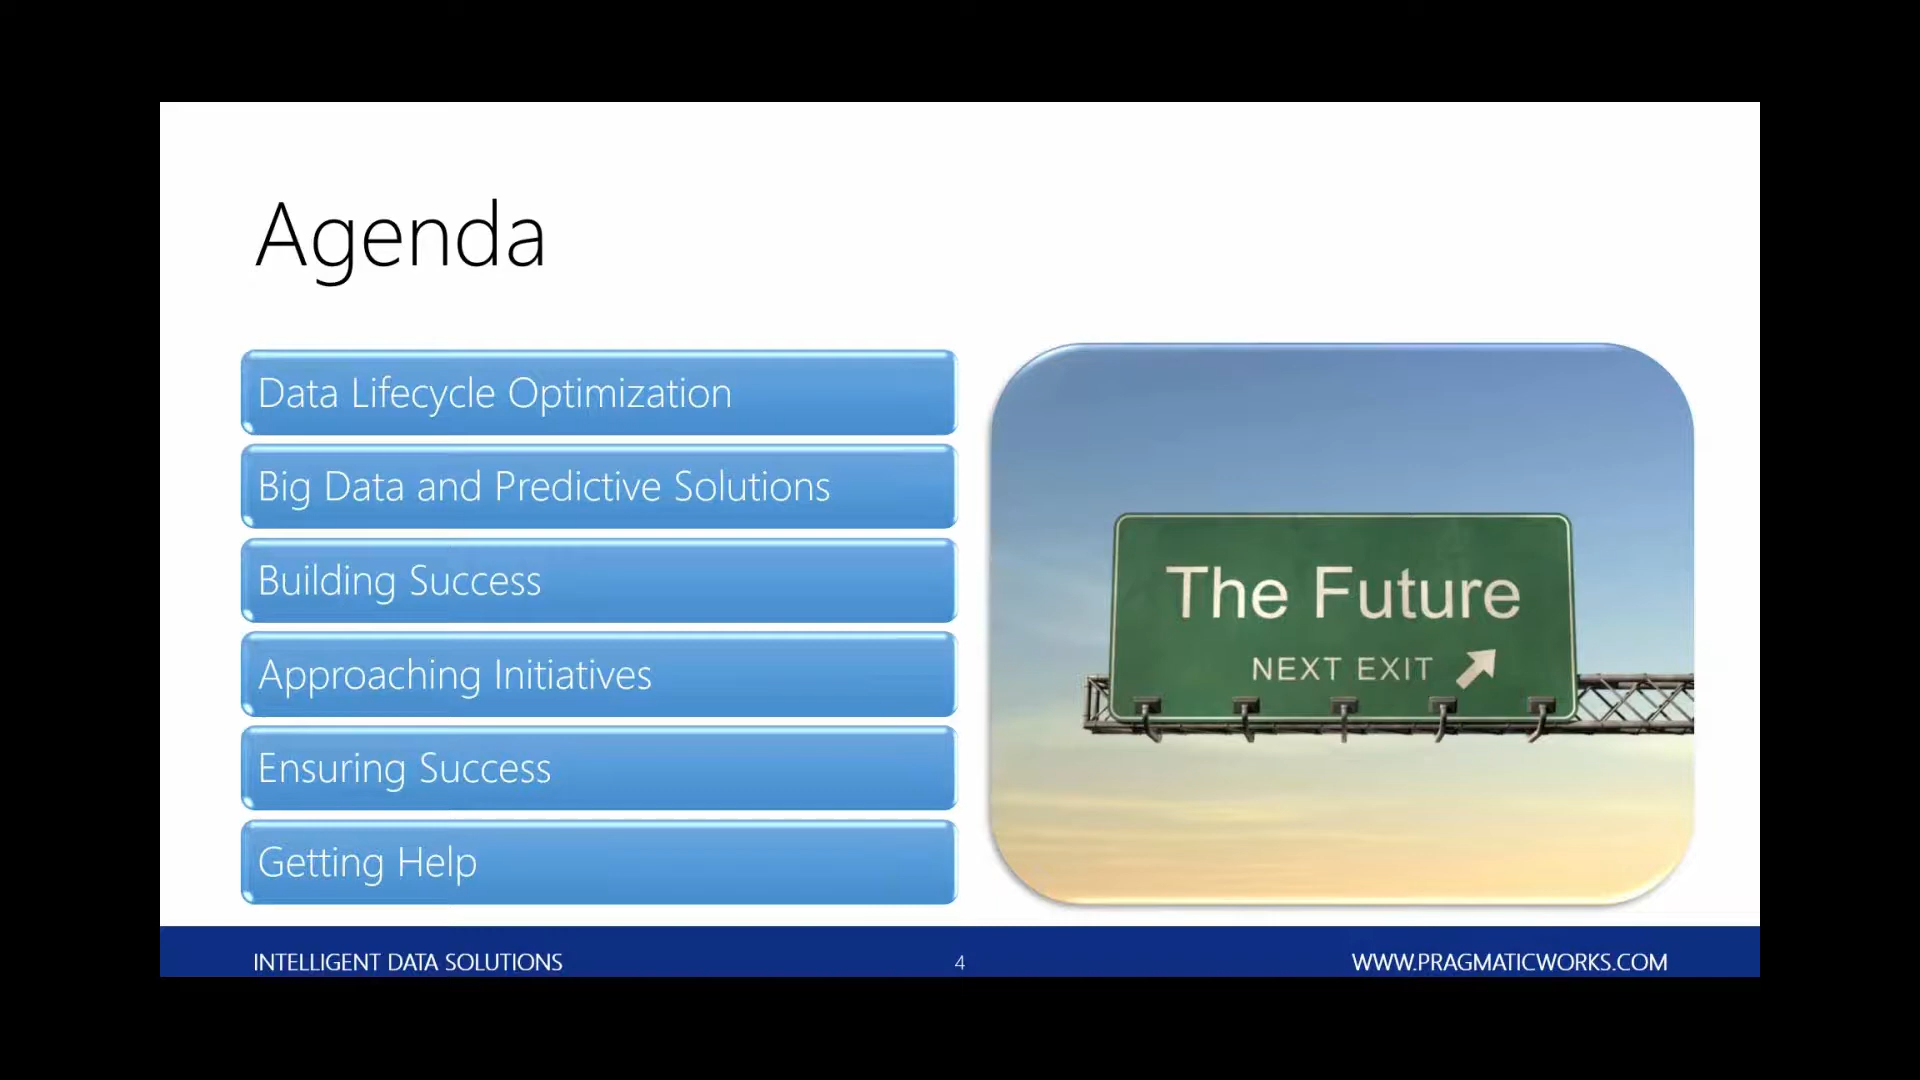 Agenda
Data Lifecycle Optimization
Big Data and Predictive Solutions
Building Success
Approaching Initiatives
Ensuring Success
Getting Help
The Future
NEXT EXIT
INTELLIGENT DATA SOLUTIONS
4
WWW.PRAGMATICWORKS.COM